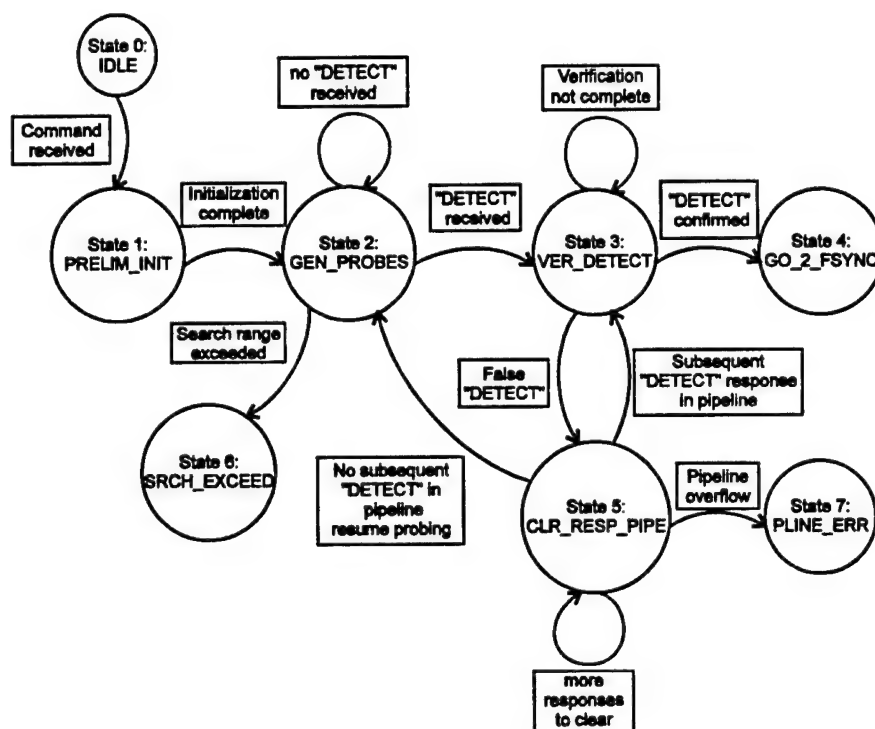 State 0:
IDLE
no "DETECT"
received
Verification
not complete
Command
received
Initialization
complete
"DETECT"
received
"DETECT"
confirmed
State 1:
PRELIM_INIT
State 2:
GEN_PROBES
State 3:
VER_DETECT
State 4:
GO_2_FSYNC
Search range
exceeded
False
"DETECT"
Subsequent
"DETECT" response
in pipeline
State 6:
SRCH_EXCEED
No subsequent
"DETECT" in
pipeline
resume probing
State 5:
CLR_RESP_PIPE
Pipeline
overflow
State 7:
PLINE_ERR
more
responses
to clear